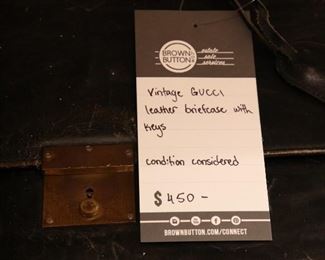 BROWN
BUTTON
estate
sale
services
Vintage GUCCI
leather briefcase with
keys
condition considered
$ 450 -
BROWNBUTTON.COM/CONNECT